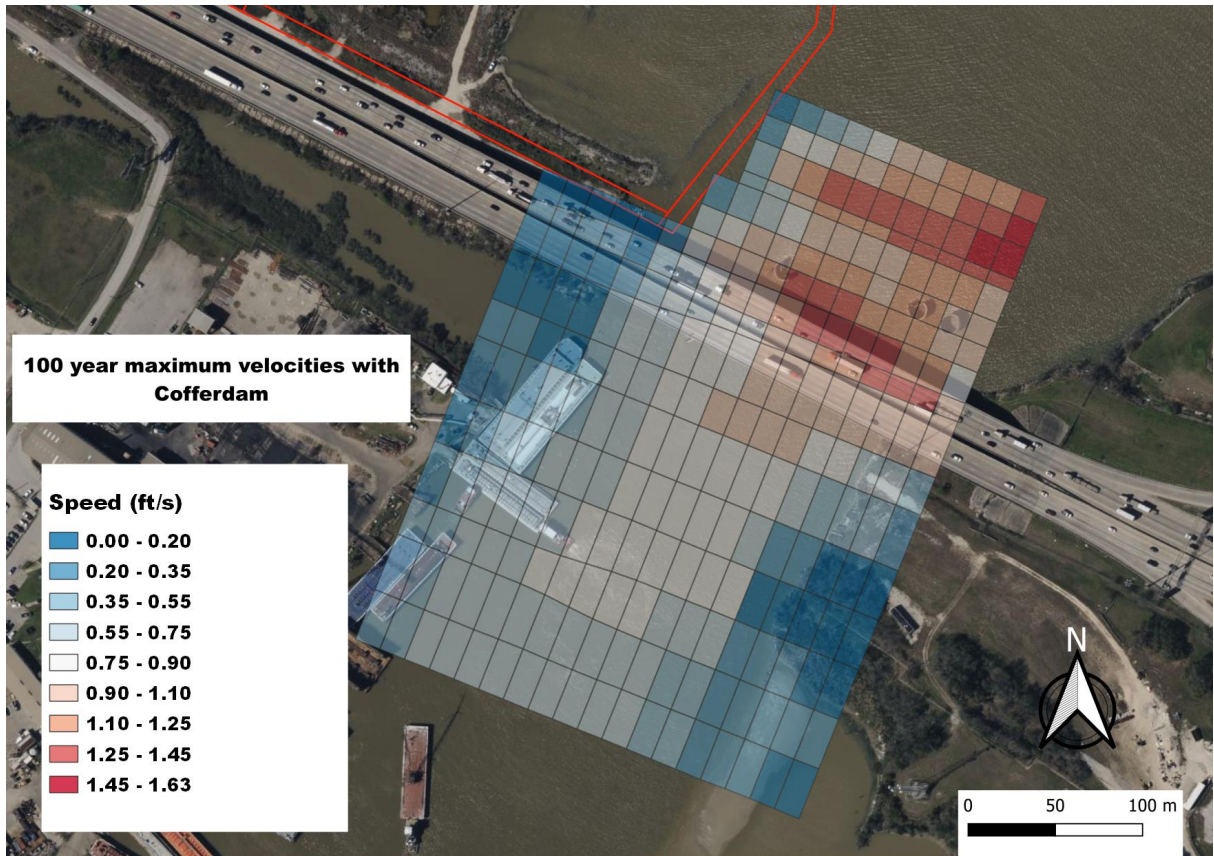 100 year maximum velocities with
Cofferdam
Speed (ft/s)
0.00 - 0.20
0.20 - 0.35
0.35 - 0.55
0.55 - 0.75
0.75 - 0.90
0.90 - 1.10
1.10 - 1.25
1.25 - 1.45
1.45 - 1.63
N
0 50 100 m